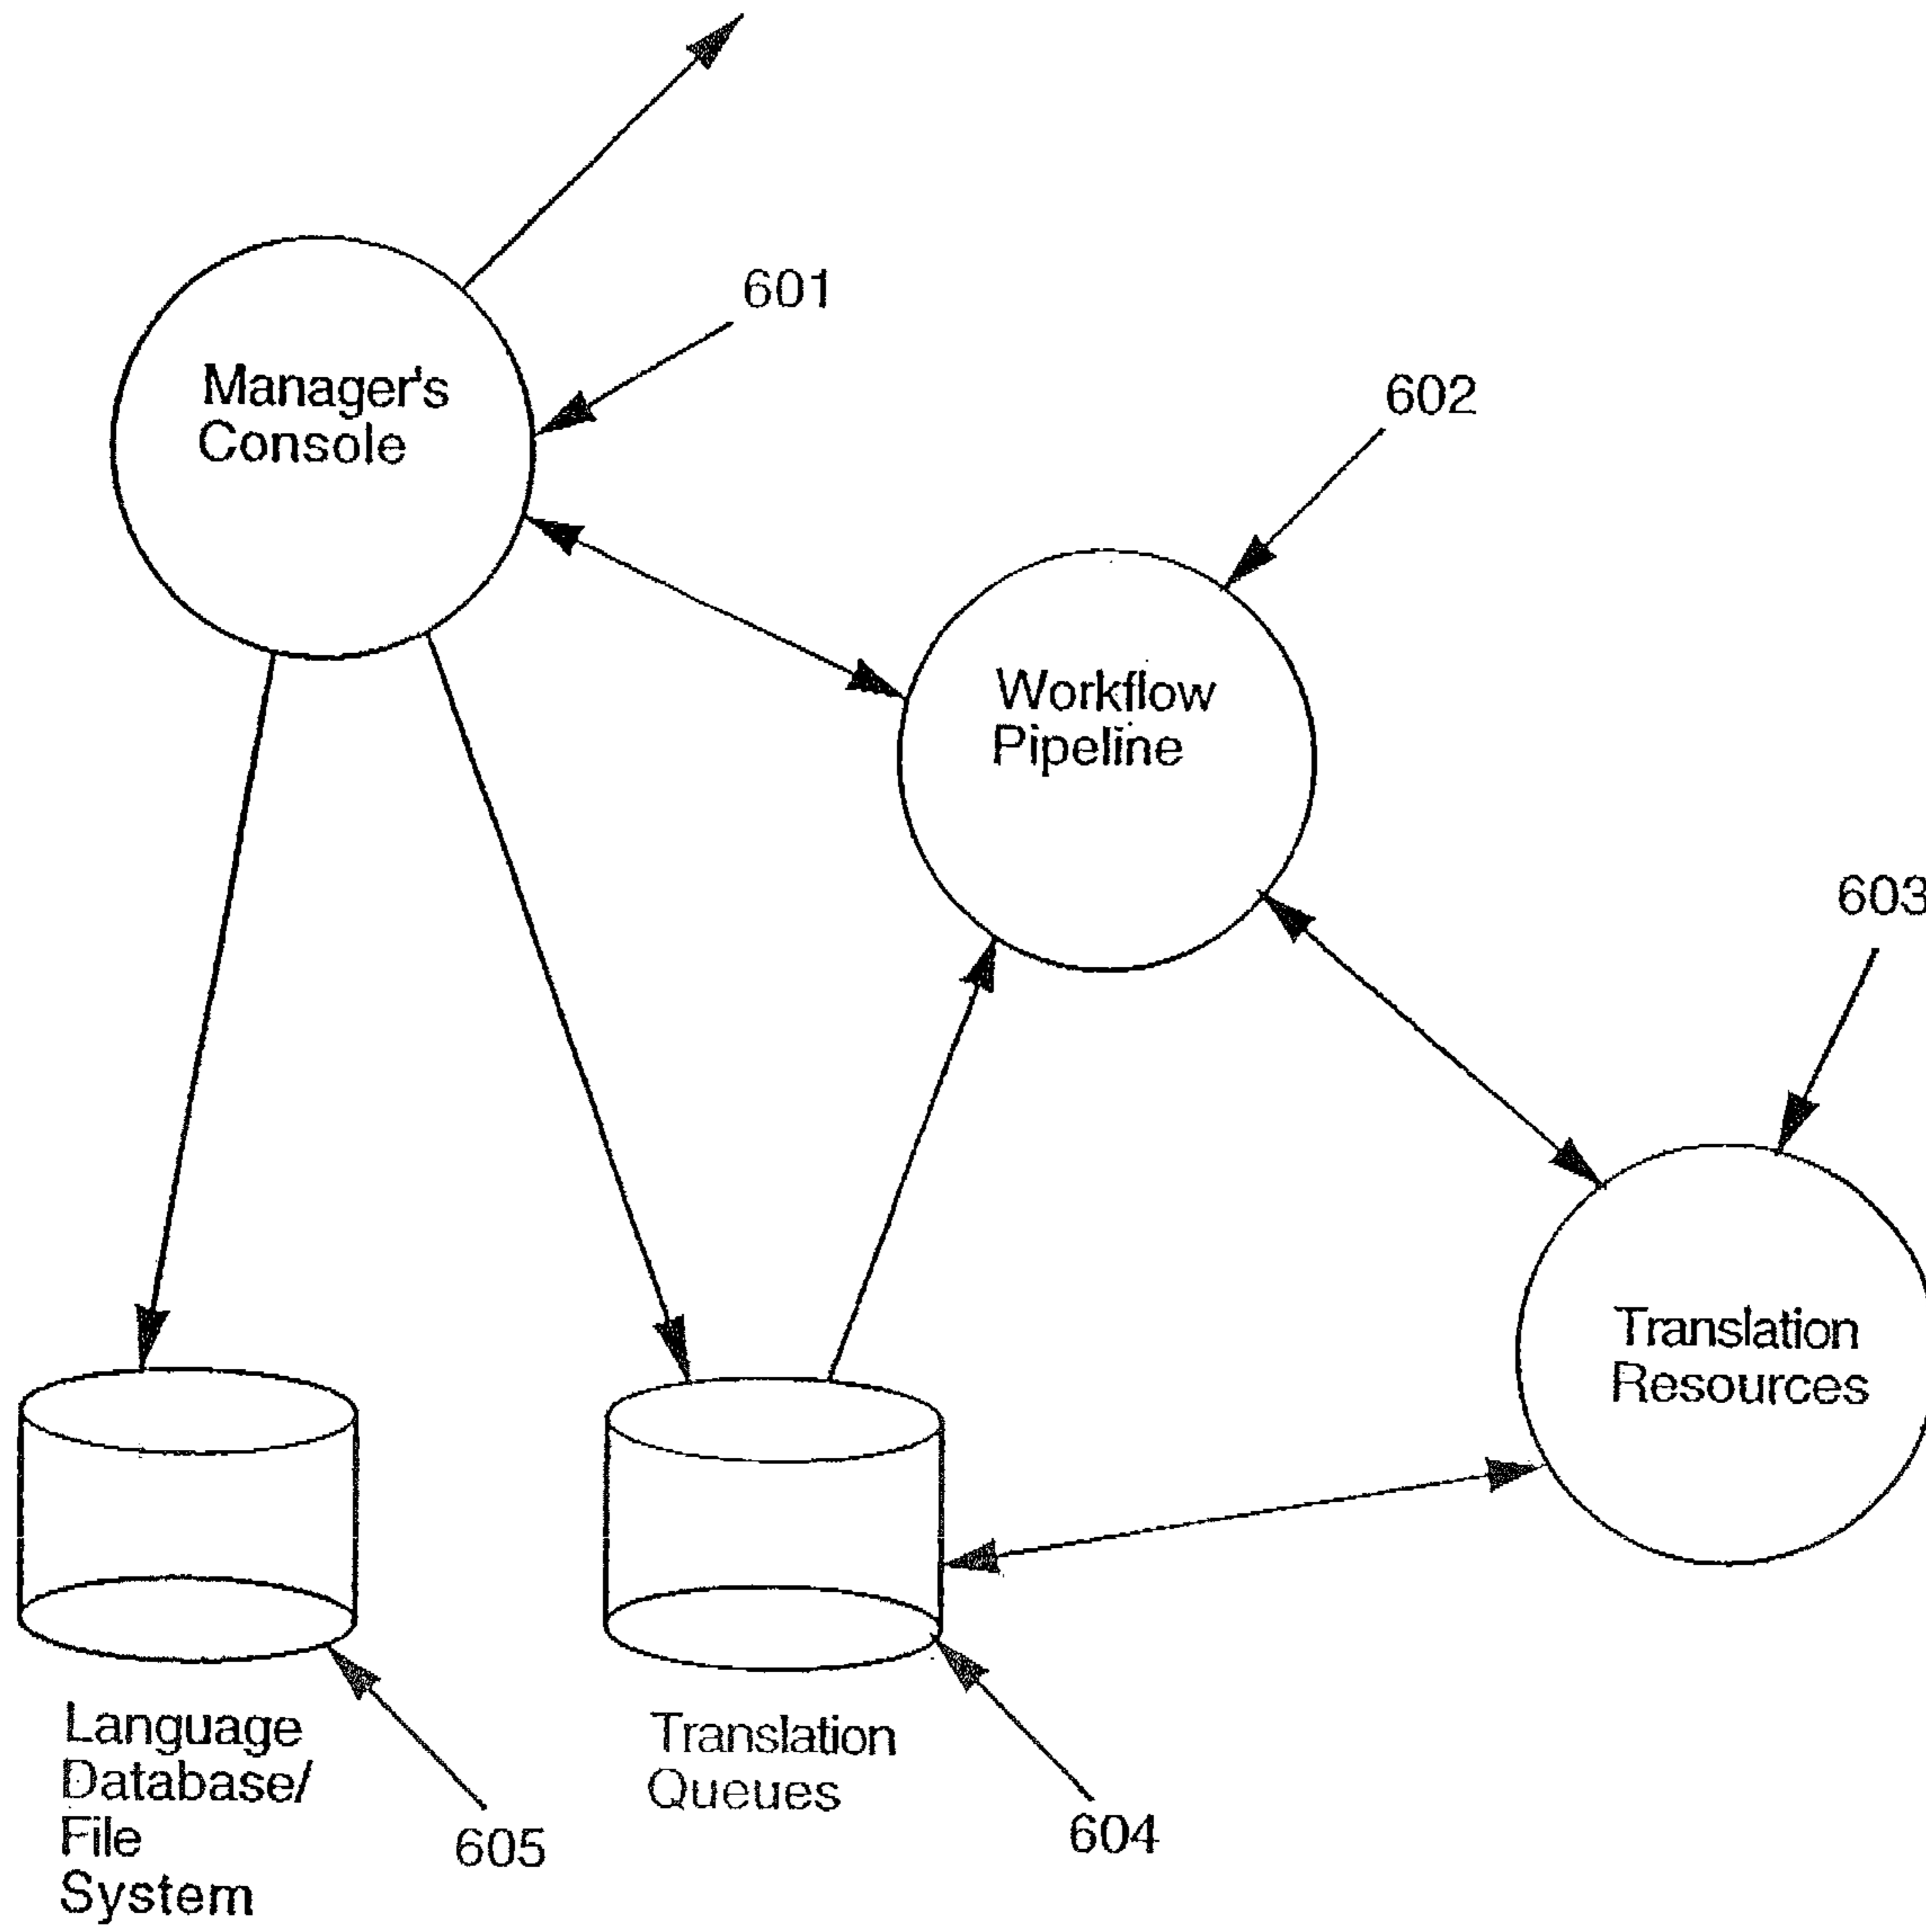 601
Manager's
Console
602
Workflow
Pipeline
603
Translation
Resources
Language
Database/
File
System
605
Translation
Queues
604